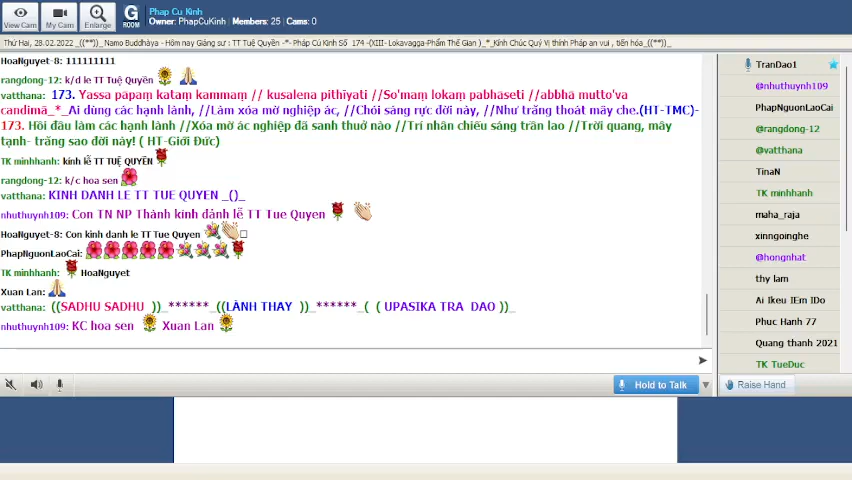 View Cam
My Cam
Enlarge
G
ROOM
Phap Cu Kinh
Owner: PhapCuKinh | Members: 25 | Cams: 0
Thứ Hai, 28.02.2022 _((**))_ Namo Buddhàya - Hôm nay Giảng sư : TT Tuệ Quyền -*- Pháp Cú Kinh Số 174 -(XIII- Lokavagga-Phẩm Thế Gian )_*_Kính Chúc Quý Vị thính Pháp an vui , tiến hóa _((**))_
HoaNguyet-8: 111111111
rangdong-12: k/d le TT Tuệ Quyền
vatthana: 173. Yassa pāpaṃ kataṃ kammaṃ // kusalena pithīyati //So'maṃ lokaṃ pabhāseti //abbhā mutto'va
candimā_*_Ai dùng các hạnh lành, //Làm xóa mờ nghiệp ác, //Chói sáng rực đời này, //Như trăng thoát mây che.(HT-TMC)-
173. Hồi đầu làm các hạnh lành //Xóa mờ ác nghiệp đã sanh thuở nào //Trí nhân chiếu sáng trần lao //Trời quang, mây
tạnh- trăng sao đời này! ( HT-Giới Đức)
TK minhhanh: kính lễ TT TUỆ QUYỀN
rangdong-12: k/c hoa sen
vatthana: KINH DANH LE TT TUE QUYEN _()_
nhuthuynh109: Con TN NP Thành kính đảnh lễ TT Tue Quyen
HoaNguyet-8: Con kinh danh le TT Tue Quyen
PhapNguonLaoCai:
TK minhhanh: HoaNguyet
Xuan Lan:
vatthana: ((SADHU SADHU ))_******_((LÀNH THAY ))_******_( ( UPASIKA TRA DAO ))_
nhuthuynh109: KC hoa sen Xuan Lan
Hold to Talk
TranDao1
@nhuthuynh109
PhapNguonLaoCai
@rangdong-12
@vatthana
TinaN
TK minhhanh
maha_raja
xinngoinghe
@hongnhat
thy lam
Ai Ikeu IEm IDo
Phuc Hanh 77
Quang thanh 2021
TK TueDuc
Raise Hand